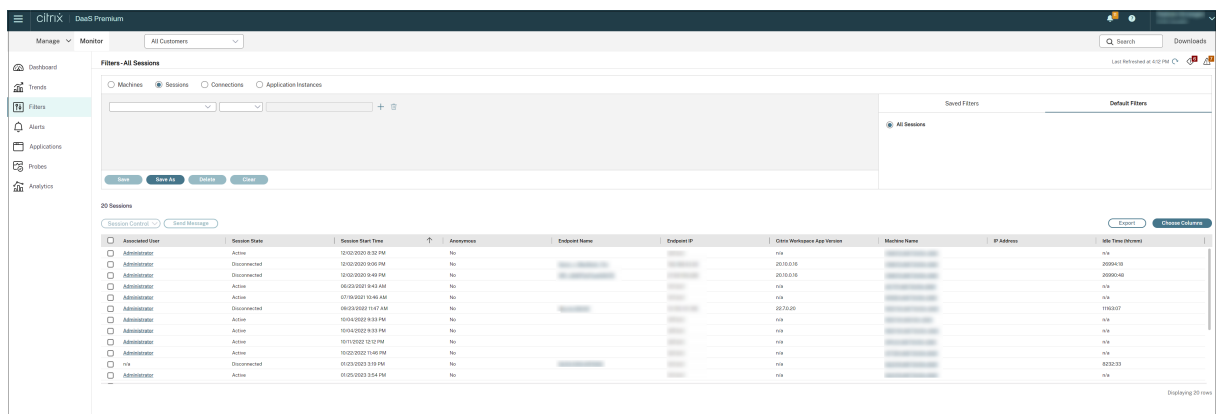 citrix DaaS Premium
Manage Monitor All Customers Search Downloads
Dashboard
Trends
Filters
Alerts
Applications
Probes
Analytics
Filters - All Sessions Last Refreshed at 4:12 PM
Machines Sessions Connections Application Instances
Saved Filters Default Filters
All Sessions
Save Save As Delete Clear
20 Sessions
Session Control Send Message Export Choose Columns
Associated User Session State Session Start Time Anonymous Endpoint Name Endpoint IP Citrix Workspace App Version Machine Name IP Address Idle Time (hh:mm)
Administrator Active 12/02/2020 8:32 PM No n/a n/a
Administrator Disconnected 12/02/2020 9:06 PM No 20.10.0.16 26994:18
Administrator Disconnected 12/02/2020 9:49 PM No 20.10.0.16 26990:48
Administrator Active 06/23/2021 9:43 AM No n/a n/a
Administrator Active 07/19/2021 10:46 AM No n/a n/a
Administrator Disconnected 09/23/2022 11:47 AM No 22.7.0.20 11163:07
Administrator Active 10/04/2022 9:33 PM No n/a n/a
Administrator Active 10/04/2022 9:33 PM No n/a n/a
Administrator Active 10/11/2022 12:12 PM No n/a n/a
Administrator Active 10/22/2022 11:46 PM No n/a n/a
n/a Disconnected 01/23/2023 3:19 PM No n/a 8232:33
Administrator Active 01/25/2023 3:54 PM No n/a n/a
Displaying 20 rows